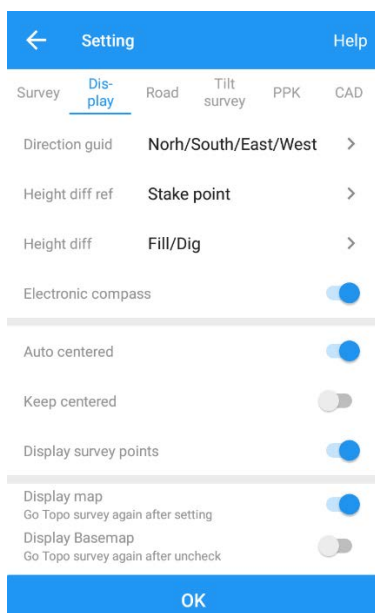 Setting Help
Dis-
Survey play Road Tilt survey PPK CAD
Direction guid Norh/South/East/West
Height diff ref Stake point
Height diff Fill/Dig
Electronic compass
Auto centered
Keep centered
Display survey points
Display map
Go Topo survey again after setting
Display Basemap
Go Topo survey again after uncheck
OK